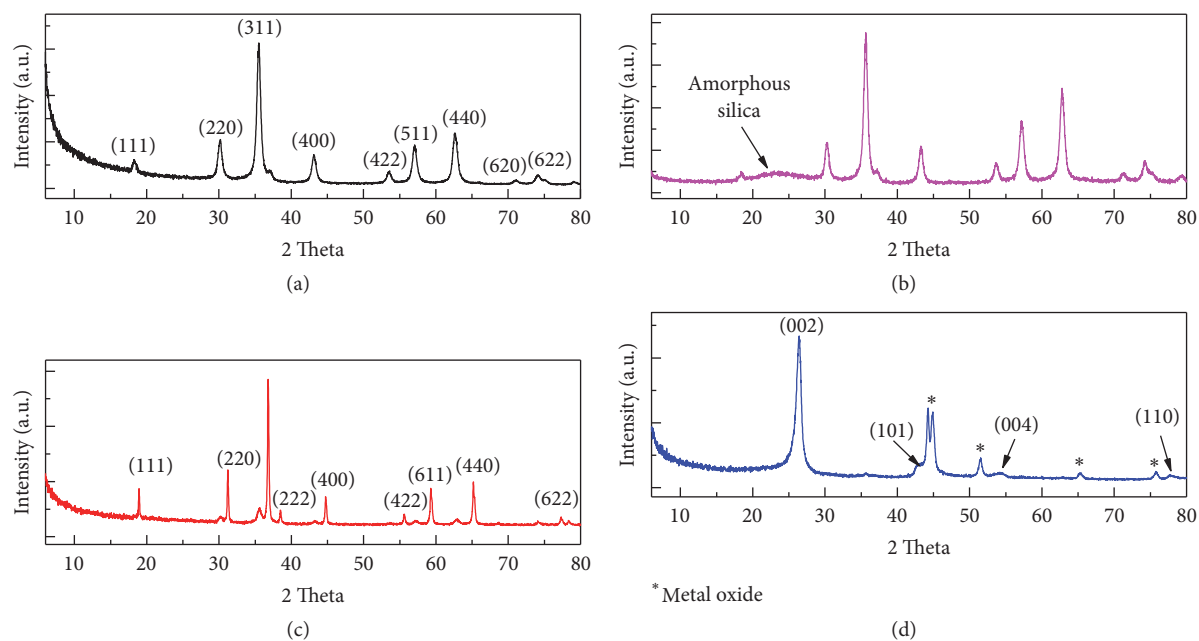 Intensity (a.u.)
(111)
(220)
(311)
(400)
(422)
(511)
(440)
(620)
(622)
10 20 30 40 50 60 70 80
2 Theta
(a)
Intensity (a.u.)
Amorphous
silica
10 20 30 40 50 60 70 80
2 Theta
(b)
Intensity (a.u.)
(111)
(220)
(222)
(400)
(422)
(611)
(440)
(622)
10 20 30 40 50 60 70 80
2 Theta
(c)
Intensity (a.u.)
(002)
(101)
*
*
(004)
*
*
(110)
10 20 30 40 50 60 70 80
2 Theta
* Metal oxide
(d)